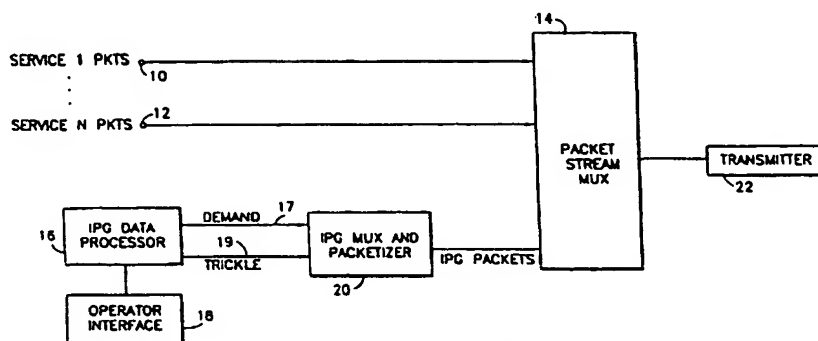 14
SERVICE 1 PKTS
10
SERVICE N PKTS
12
PACKET
STREAM
MUX
TRANSMITTER
22
DEMAND
17
16
IPG DATA
PROCESSOR
19
TRICKLE
IPG MUX AND
PACKETIZER
IPG PACKETS
20
OPERATOR
INTERFACE
18